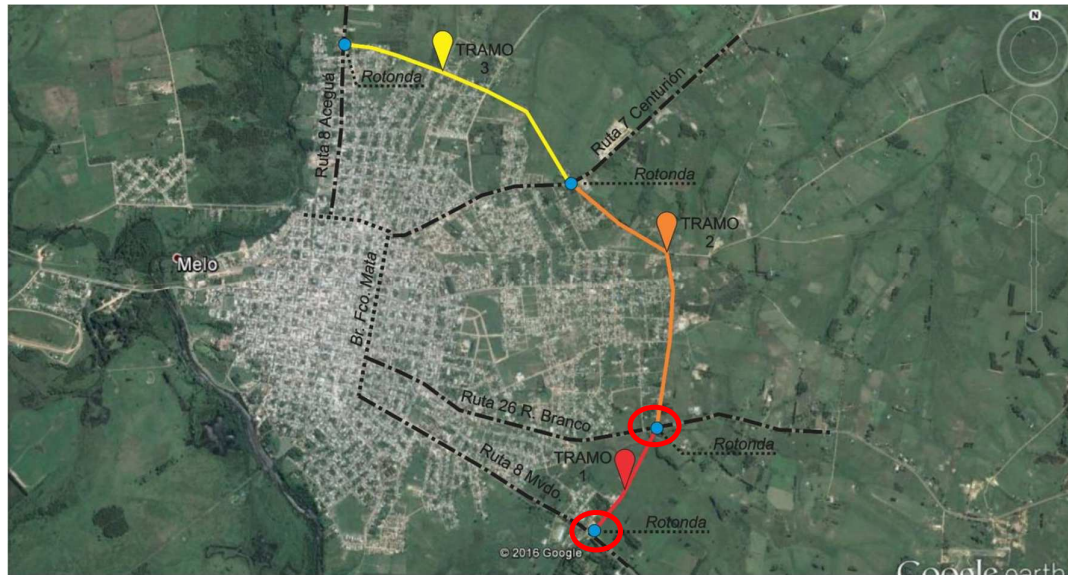 N
TRAMO
3
Rotonda
Ruta 8 Aceguá
Ruta 7 Centurión
Rotonda
TRAMO
2
Melo
Br. Fco. Mata
Ruta 26 R. Branco
Rotonda
TRAMO
1
Ruta 8 Mvdo.
Rotonda
© 2016 Google
Google earth